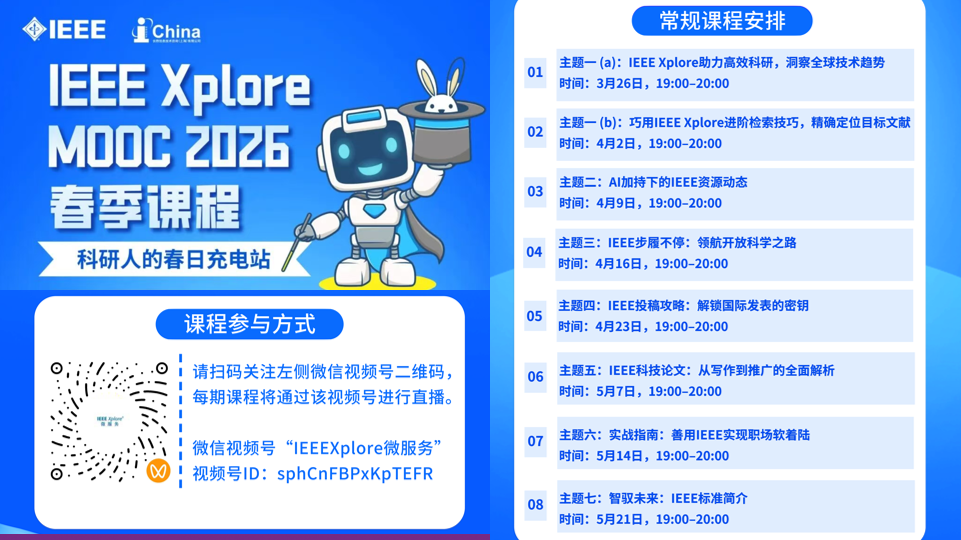 IEEE
iChina
IEEE Xplore
MOOC 2026
春季课程
科研人的春日充电站
课程参与方式
IEEE Xplore
微服务
请扫码关注左侧微信视频号二维码，
每期课程将通过该视频号进行直播。
微信视频号“IEEEXplore微服务”
视频号ID：sphCnFBPxKpTEFR
常规课程安排
01
主题一 (a)：IEEE Xplore助力高效科研，洞察全球技术趋势
时间：3月26日，19:00–20:00
02
主题一 (b)：巧用IEEE Xplore进阶检索技巧，精确定位目标文献
时间：4月2日，19:00–20:00
03
主题二：AI加持下的IEEE资源动态
时间：4月9日，19:00–20:00
04
主题三：IEEE步履不停：领航开放科学之路
时间：4月16日，19:00–20:00
05
主题四：IEEE投稿攻略：解锁国际发表的密钥
时间：4月23日，19:00–20:00
06
主题五：IEEE科技论文：从写作到推广的全面解析
时间：5月7日，19:00–20:00
07
主题六：实战指南：善用IEEE实现职场软着陆
时间：5月14日，19:00–20:00
08
主题七：智驭未来：IEEE标准简介
时间：5月21日，19:00–20:00